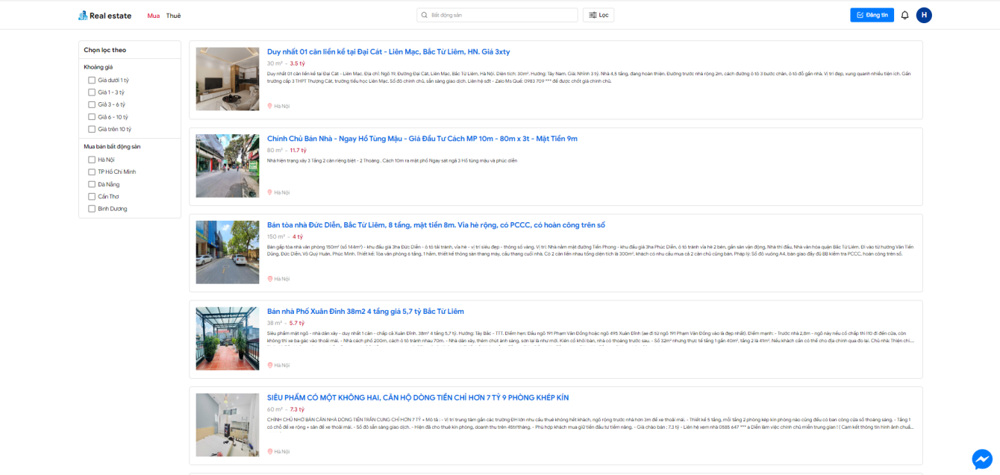 Real estate
Mua
Thuê
Bất động sản
Lọc
Đăng tin
H
Chọn lọc theo
Khoảng giá
Giá dưới 1 tỷ
Giá 1 - 3 tỷ
Giá 3 - 6 tỷ
Giá 6 - 10 tỷ
Giá trên 10 tỷ
Mua bán bất động sản
Hà Nội
TP Hồ Chí Minh
Đà Nẵng
Cần Thơ
Bình Dương
Duy nhất 01 căn liền kề tại Đại Cát - Liên Mạc, Bắc Từ Liêm, HN. Giá 3xty
30 m² - 3.5 tỷ
Duy nhất 01 căn liền kề tại Đại Cát - Liên Mạc. Địa chỉ: Ngõ 19, Đường Đại Cát, Liên Mạc, Bắc Từ Liêm, Hà Nội. Diện tích: 30m². Hướng: Tây Nam. Giá: Nhỉnh 3 tỷ. Nhà 4,5 tầng, đang hoàn thiện. Đường trước nhà rộng 2m, cách đường ô tô 3 bước chân, ô tô đỗ gần nhà. Vị trí đẹp, xung quanh nhiều tiện ích. Gần
trường cấp 3 THPT Thượng Cát, trường tiểu học Liên Mạc. Sổ đỏ chính chủ, sẵn sàng giao dịch. Liên hệ sđt - Zalo Ms Quế: 0983 709 *** để được chốt giá chính chủ.
Hà Nội
Chính Chủ Bán Nhà - Ngay Hồ Tùng Mậu - Giá Đầu Tư Cách MP 10m - 80m x 3t - Mặt Tiền 9m
80 m² - 11.7 tỷ
Nhà hiện trạng xây 3 Tầng 2 căn riêng biệt - 2 Thoáng . Cách 10m ra mặt phố Ngay sát ngã 3 Hồ tùng mậu và phúc diễn
Hà Nội
Bán tòa nhà Đức Diễn, Bắc Từ Liêm, 8 tầng, mặt tiền 8m. Vỉa hè rộng, có PCCC, có hoàn công trên sổ
150 m² - 4 tỷ
Bán gấp tòa nhà văn phòng 150m² (sổ 144m²) - khu đấu giá 3ha Đức Diễn - ô tô tải tránh, vỉa hè - vị trí siêu đẹp - thông số vàng. Vị trí: Nhà nằm mặt đường Tiền Phong - khu đấu giá 3ha Phúc Diễn, ô tô tránh vỉa hè 2 bên, gần sân vận động, Nhà thi đấu, Nhà văn hóa quận Bắc Từ Liêm. Đi vào từ hướng Văn Tiến
Dũng, Đức Diễn, Võ Quý Huân, Phúc Minh. Thiết kế: Tòa văn phòng 6 tầng, 1 hầm, thiết kế thông sàn thang máy, cầu thang cuối nhà. Có 2 căn liền nhau tổng diện tích là 300m², khách có nhu cầu mua cả 2 căn chủ cũng bán. Pháp lý: Sổ đỏ vuông A4, bàn giao đầy đủ BB kiểm tra PCCC, hoàn công trên sổ.
Hà Nội
Bán nhà Phố Xuân Đỉnh 38m2 4 tầng giá 5,7 tỷ Bắc Từ Liêm
38 m² - 5.7 tỷ
Siêu phẩm mặt ngõ - nhà dân xây - duy nhất 1 căn - chấp cả Xuân Đỉnh. 38m² 4 tầng 5,7 tỷ. Hướng: Tây Bắc - TTT. Điểm hẹn: Đầu ngõ 191 Phạm Văn Đồng hoặc ngõ 495 Xuân Đỉnh (ae đi từ ngõ 191 Phạm Văn Đồng vào là đẹp nhất). Điểm mạnh: - Trước nhà 2,8m - ngõ này nếu cố chấp thì I10 đi đến cửa, còn
không thì xe ba gác vào thoải mái. - Nhà cách phố 200m, cách ô tô tránh nhau 70m. - Nhà dân xây, thêm chút ánh sáng, sơn lại là như mới. Kiên cố khỏi bàn, nhà có thoáng trước sau. - Sổ 32m² nhưng thực tế tầng 1 gần 40m², tầng 2 là 41m². Nếu khách cần có thể cho địa chính qua đo lại. Chủ nhà: Thiện chí....
Hà Nội
SIÊU PHẨM CÓ MỘT KHÔNG HAI, CĂN HỘ DÒNG TIỀN CHỈ HƠN 7 TỶ 9 PHÒNG KHÉP KÍN
60 m² - 7.3 tỷ
CHÍNH CHỦ NHỜ BÁN CĂN NHÀ DÒNG TIỀN TRẦN CUNG CHỈ HƠN 7 TỶ + Mô tả : - Vị trí trung tâm gần các trường ĐH lớn nhu cầu thuê không hết khách, ngõ rộng trước nhà hơn 3m để xe thoải mái. - Thiết kế 5 tầng, mỗi tầng 2 phòng kép kín phòng nào cũng đều có ban công cửa sổ thoáng sáng. - Tầng 1
có chỗ để xe rộng + sân để xe thoải mái. - Sổ đỏ sẵn sàng giao dịch. - Hiện đã cho thuê kín phòng, doanh thu trên 45tr/tháng. - Phù hợp khách mua giữ tiền đầu tư tiềm năng. - Giá chào bán : 7.3 tỷ - Liên hệ xem nhà 0585 647 *** a Diễn làm việc chính chủ miễn trung gian ! ( Cam kết thông tin hình ảnh chuẩ...
Hà Nội